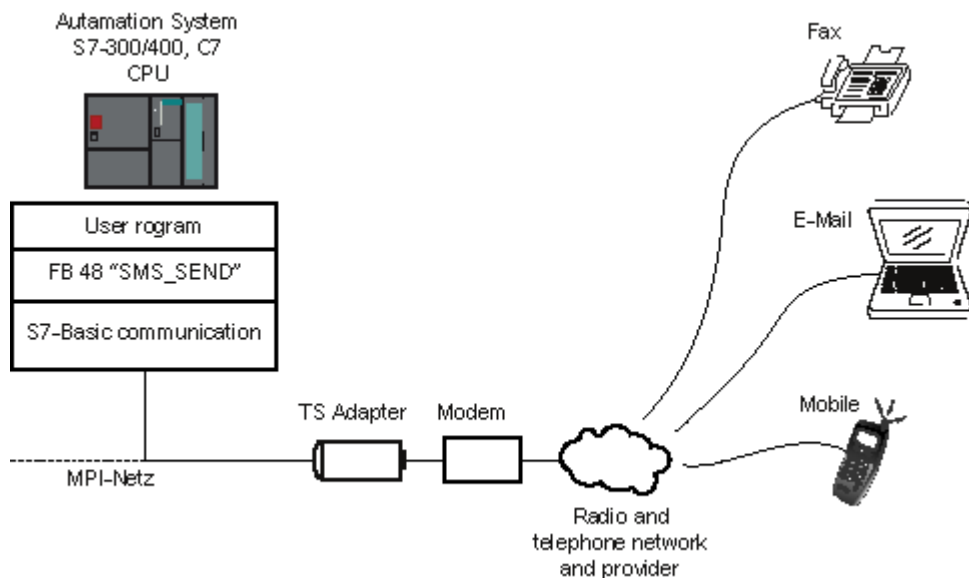 Autamation System
S7-300/400, C7
CPU
User rogram
FB 48 "SMS_SEND"
S7-Basic communication
MPI-Netz
TS Adapter
Modem
Radio and
telephone network
and provider
Fax
E-Mail
Mobile